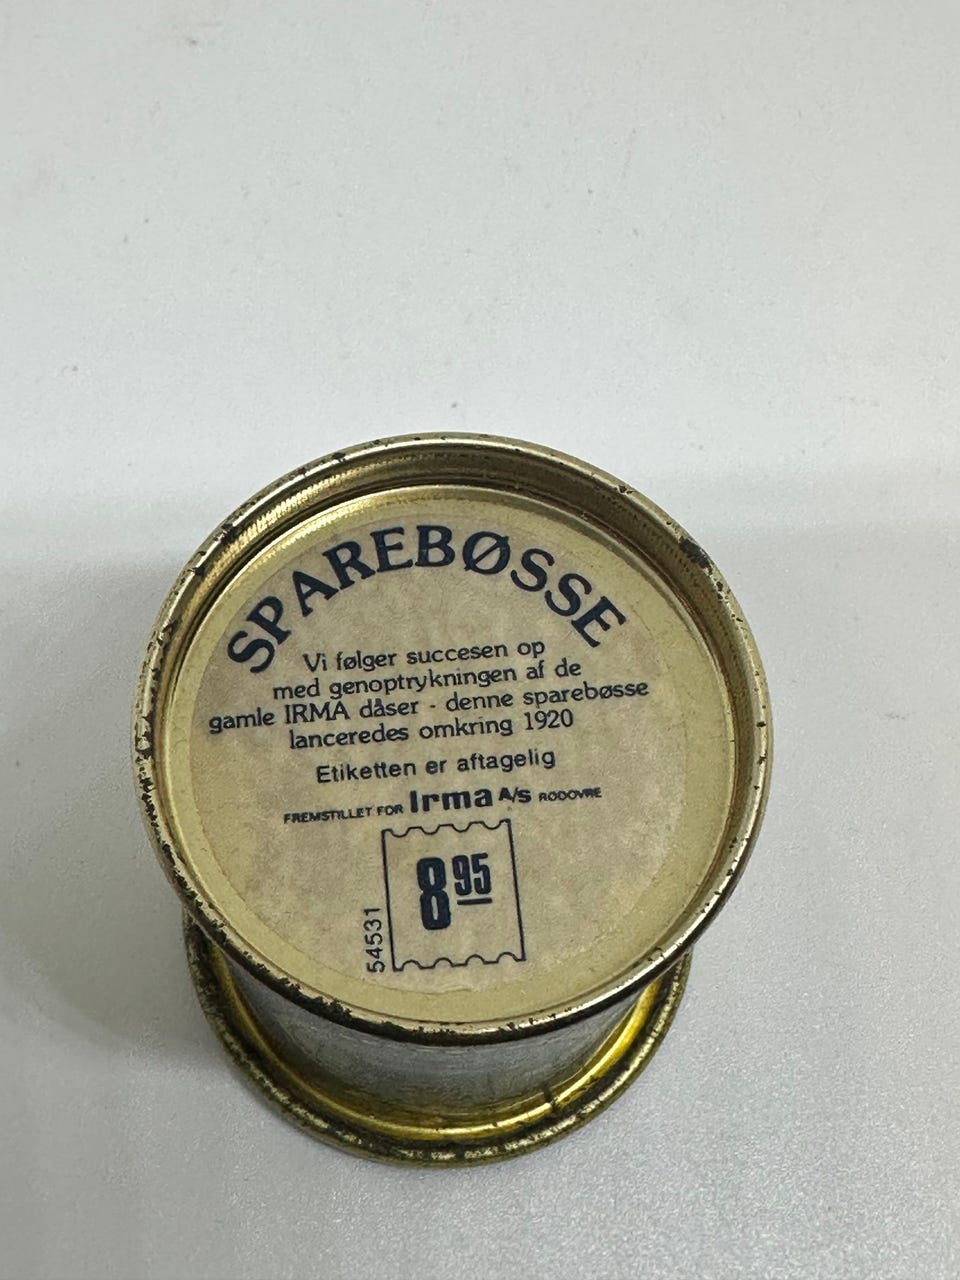 SPAREBØSSE
Vi følger succesen op
med genoptrykningen af de
gamle IRMA dåser - denne sparebøsse
lanceredes omkring 1920
Etiketten er aftagelig
FREMSTILLET FOR Irma A/S RØDOVRE
8 95
54531